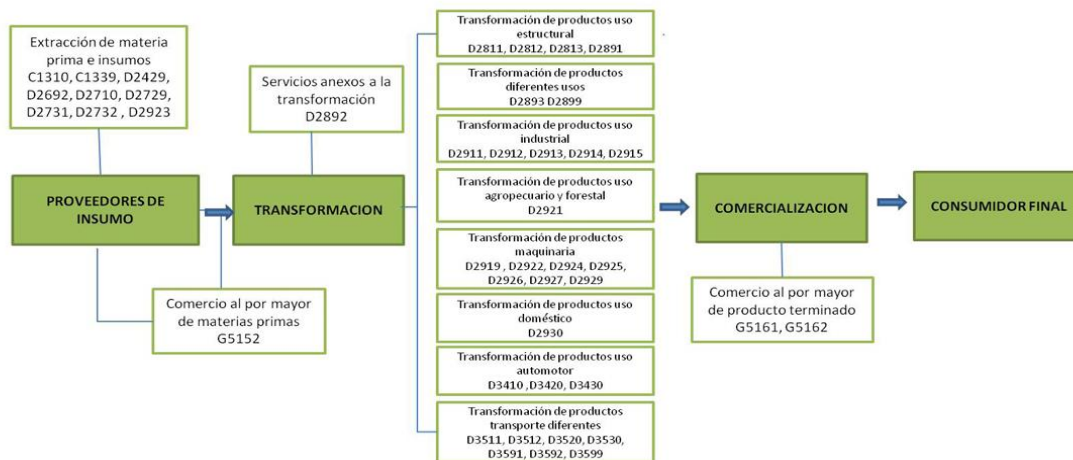 Extracción de materia
prima e insumos
C1310, C1339, D2429,
D2692, D2710, D2729,
D2731, D2732 , D2923
PROVEEDORES DE
INSUMO
Comercio al por mayor
de materias primas
G5152
Servicios anexos a la
transformación
D2892
TRANSFORMACION
Transformación de productos uso
estructural
D2811, D2812, D2813, D2891
Transformación de productos
diferentes usos
D2893 D2899
Transformación de productos uso
industrial
D2911, D2912, D2913, D2914, D2915
Transformación de productos uso
agropecuario y forestal
D2921
Transformación de productos
maquinaria
D2919 , D2922, D2924, D2925,
D2926, D2927, D2929
Transformación de productos uso
doméstico
D2930
Transformación de productos uso
automotor
D3410 ,D3420, D3430
Transformación de productos
transporte diferentes
D3511, D3512, D3520, D3530,
D3591, D3592, D3599
COMERCIALIZACION
Comercio al por mayor
de producto terminado
G5161, G5162
CONSUMIDOR FINAL